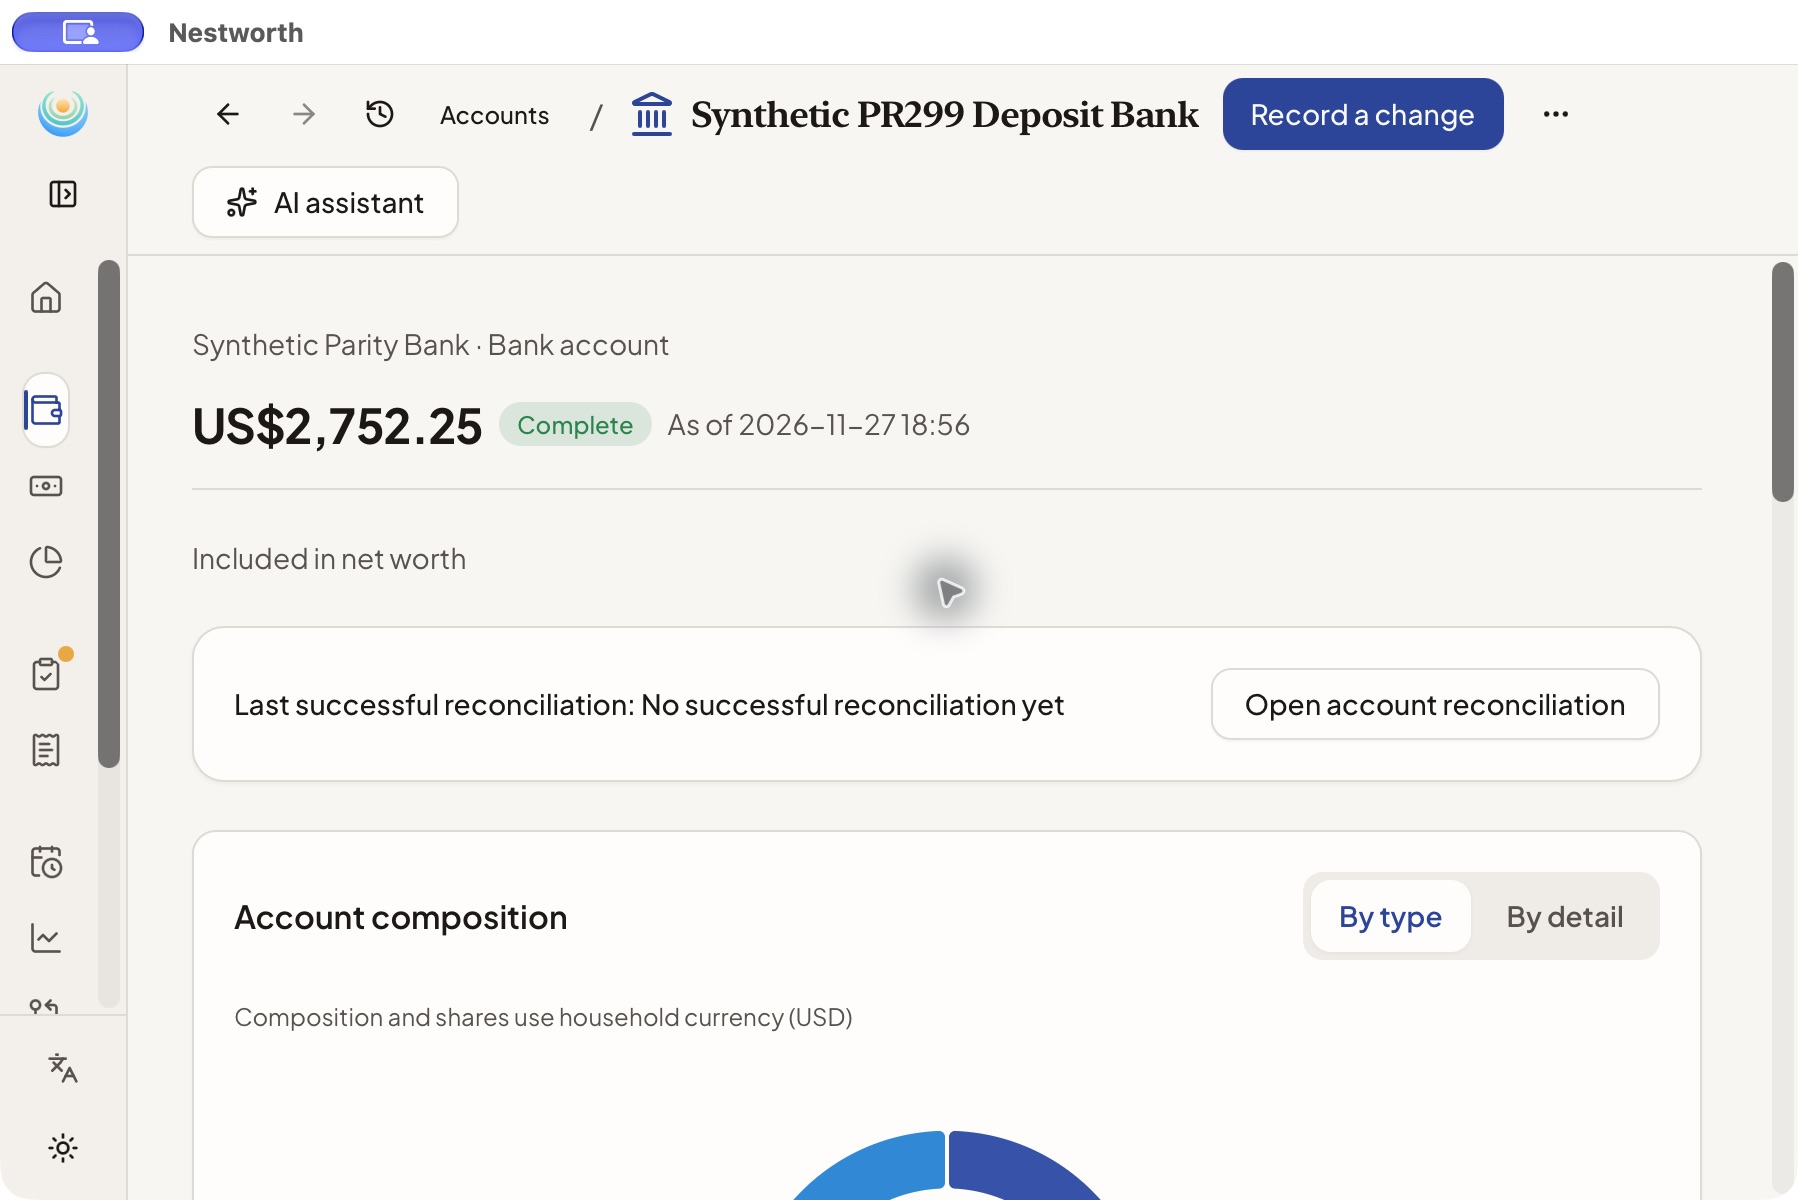 Nestworth
Accounts / Synthetic PR299 Deposit Bank
Record a change
AI assistant
Synthetic Parity Bank · Bank account
US$2,752.25 Complete As of 2026-11-27 18:56
Included in net worth
Last successful reconciliation: No successful reconciliation yet
Open account reconciliation
Account composition
By type
By detail
Composition and shares use household currency (USD)